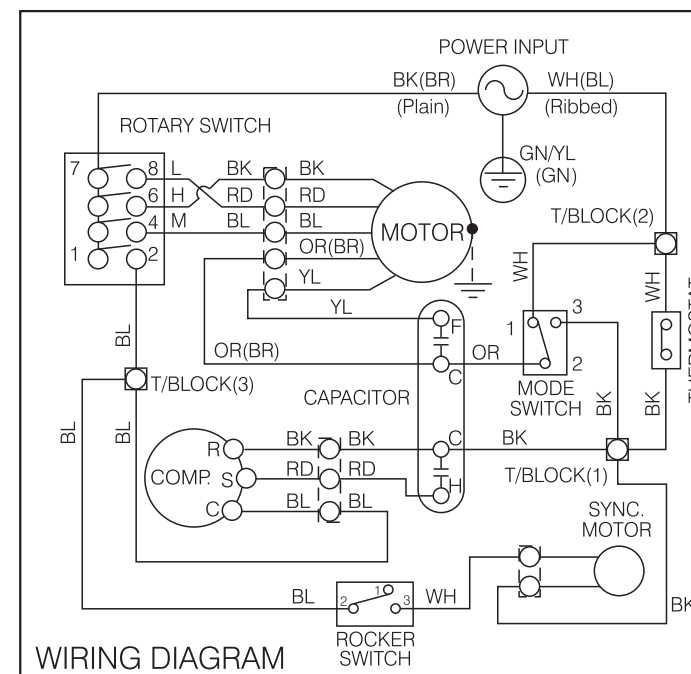 POWER INPUT
BK(BR)
WH(BL)
(Plain)
(Ribbed)
ROTARY SWITCH
GN/YL
(GN)
7
8
L
BK
BK
6
H
RD
RD
T/BLOCK(2)
4
M
BL
BL
MOTOR
OR(BR)
1
2
YL
WH
WH
YL
F
1
3
THERMOSTAT
BL
OR(BR)
OR
C
2
T/BLOCK(3)
CAPACITOR
MODE
SWITCH
BK
BK
BL
BL
R
BK
BK
C
BK
COMP.
S
RD
RD
T/BLOCK(1)
H
C
BL
BL
SYNC.
MOTOR
BL
2
1
3
WH
BK
ROCKER
SWITCH
WIRING DIAGRAM